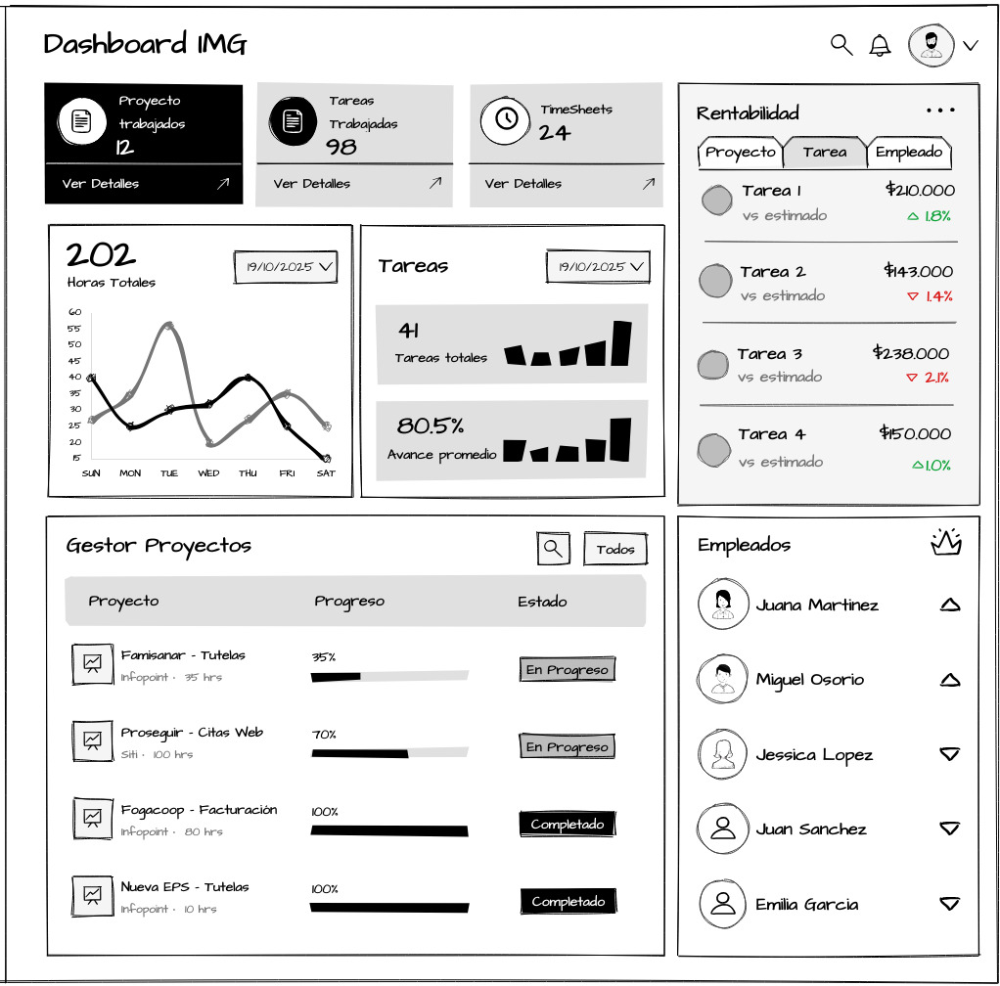 Dashboard IMG
Proyecto
trabajados
12
Ver Detalles
Tareas
Trabajadas
98
Ver Detalles
TimeSheets
24
Ver Detalles
Rentabilidad
Proyecto
Tarea
Empleado
Tarea 1
$210.000
vs estimado
1.8%
Tarea 2
$143.000
vs estimado
1.4%
Tarea 3
$238.000
vs estimado
2.1%
Tarea 4
$150.000
vs estimado
1.0%
202
Horas Totales
19/10/2025
60
55
50
45
40
35
30
25
20
15
SUN
MON
TUE
WED
THU
FRI
SAT
Tareas
19/10/2025
41
Tareas totales
80.5%
Avance promedio
Gestor Proyectos
Todos
Proyecto
Progreso
Estado
Famisanar - Tutelas
Infopoint · 35 hrs
35%
En Progreso
Proseguir - Citas Web
Siti · 100 hrs
70%
En Progreso
Fogacoop - Facturación
Infopoint · 80 hrs
100%
Completado
Nueva EPS - Tutelas
Infopoint · 10 hrs
100%
Completado
Empleados
Juana Martinez
Miguel Osorio
Jessica Lopez
Juan Sanchez
Emilia Garcia